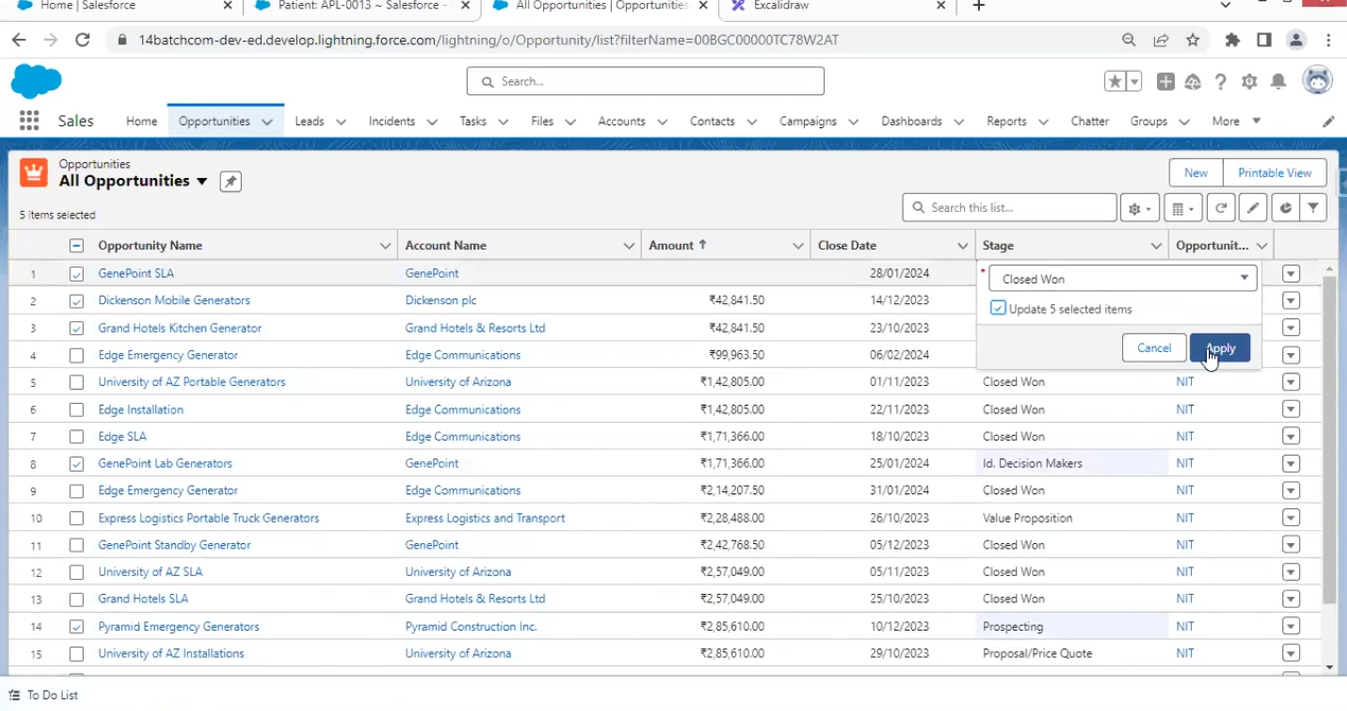 Home | Salesforce
Patient: APL-0013 ~ Salesforce -
All Opportunities | Opportunities
Excalidraw
14batchcom-dev-ed.develop.lightning.force.com/lightning/o/Opportunity/list?filterName=00BGC00000TC78W2AT
Search...
Sales Home Opportunities Leads Incidents Tasks Files Accounts Contacts Campaigns Dashboards Reports Chatter Groups More
Opportunities
All Opportunities
New Printable View
5 items selected
Search this list...
Opportunity Name Account Name Amount ↑ Close Date Stage Opportunit...
1 GenePoint SLA GenePoint 28/01/2024
* Closed Won
Update 5 selected items
Cancel Apply
2 Dickenson Mobile Generators Dickenson plc ₹42,841.50 14/12/2023
3 Grand Hotels Kitchen Generator Grand Hotels & Resorts Ltd ₹42,841.50 23/10/2023
4 Edge Emergency Generator Edge Communications ₹99,963.50 06/02/2024
5 University of AZ Portable Generators University of Arizona ₹1,42,805.00 01/11/2023 Closed Won NIT
6 Edge Installation Edge Communications ₹1,42,805.00 22/11/2023 Closed Won NIT
7 Edge SLA Edge Communications ₹1,71,366.00 18/10/2023 Closed Won NIT
8 GenePoint Lab Generators GenePoint ₹1,71,366.00 25/01/2024 Id. Decision Makers NIT
9 Edge Emergency Generator Edge Communications ₹2,14,207.50 31/01/2024 Closed Won NIT
10 Express Logistics Portable Truck Generators Express Logistics and Transport ₹2,28,488.00 26/10/2023 Value Proposition NIT
11 GenePoint Standby Generator GenePoint ₹2,42,768.50 05/12/2023 Closed Won NIT
12 University of AZ SLA University of Arizona ₹2,57,049.00 05/11/2023 Closed Won NIT
13 Grand Hotels SLA Grand Hotels & Resorts Ltd ₹2,57,049.00 25/10/2023 Closed Won NIT
14 Pyramid Emergency Generators Pyramid Construction Inc. ₹2,85,610.00 10/12/2023 Prospecting NIT
15 University of AZ Installations University of Arizona ₹2,85,610.00 29/10/2023 Proposal/Price Quote NIT
To Do List